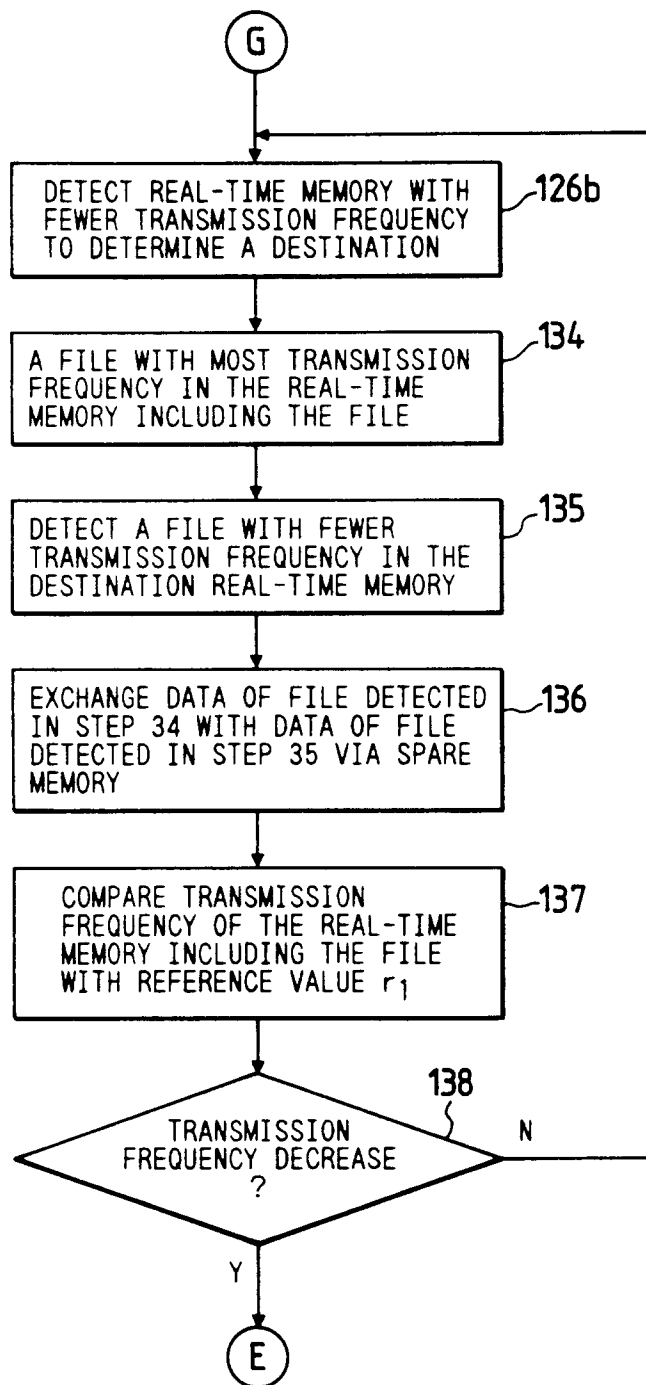 G
DETECT REAL-TIME MEMORY WITH
FEWER TRANSMISSION FREQUENCY
TO DETERMINE A DESTINATION
126b
A FILE WITH MOST TRANSMISSION
FREQUENCY IN THE REAL-TIME
MEMORY INCLUDING THE FILE
134
DETECT A FILE WITH FEWER
TRANSMISSION FREQUENCY IN THE
DESTINATION REAL-TIME MEMORY
135
EXCHANGE DATA OF FILE DETECTED
IN STEP 34 WITH DATA OF FILE
DETECTED IN STEP 35 VIA SPARE
MEMORY
136
COMPARE TRANSMISSION
FREQUENCY OF THE REAL-TIME
MEMORY INCLUDING THE FILE
WITH REFERENCE VALUE r1
137
138
TRANSMISSION
FREQUENCY DECREASE
?
N
Y
E